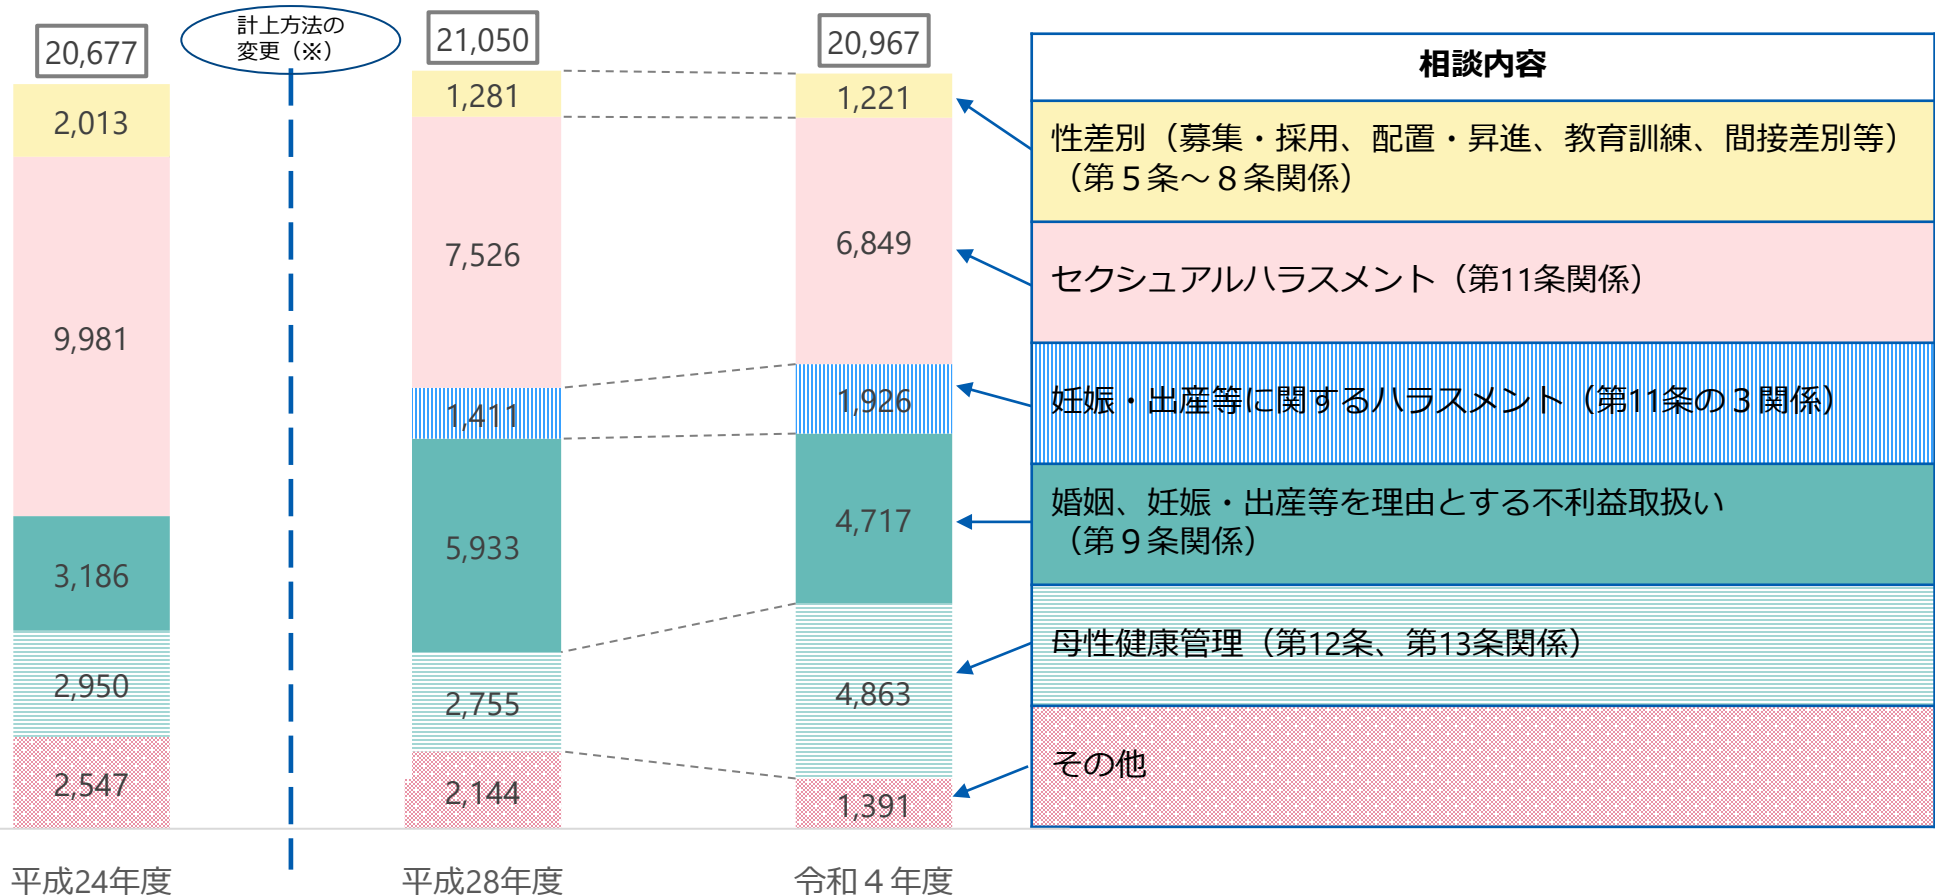 20,677
計上方法の
変更（※）
21,050
20,967
2,013
9,981
3,186
2,950
2,547
1,281
7,526
1,411
5,933
2,755
2,144
1,221
6,849
1,926
4,717
4,863
1,391
相談内容
性差別（募集・採用、配置・昇進、教育訓練、間接差別等）
（第５条～８条関係）
セクシュアルハラスメント（第11条関係）
妊娠・出産等に関するハラスメント（第11条の３関係）
婚姻、妊娠・出産等を理由とする不利益取扱い
（第９条関係）
母性健康管理（第12条、第13条関係）
その他
平成24年度
平成28年度
令和４年度